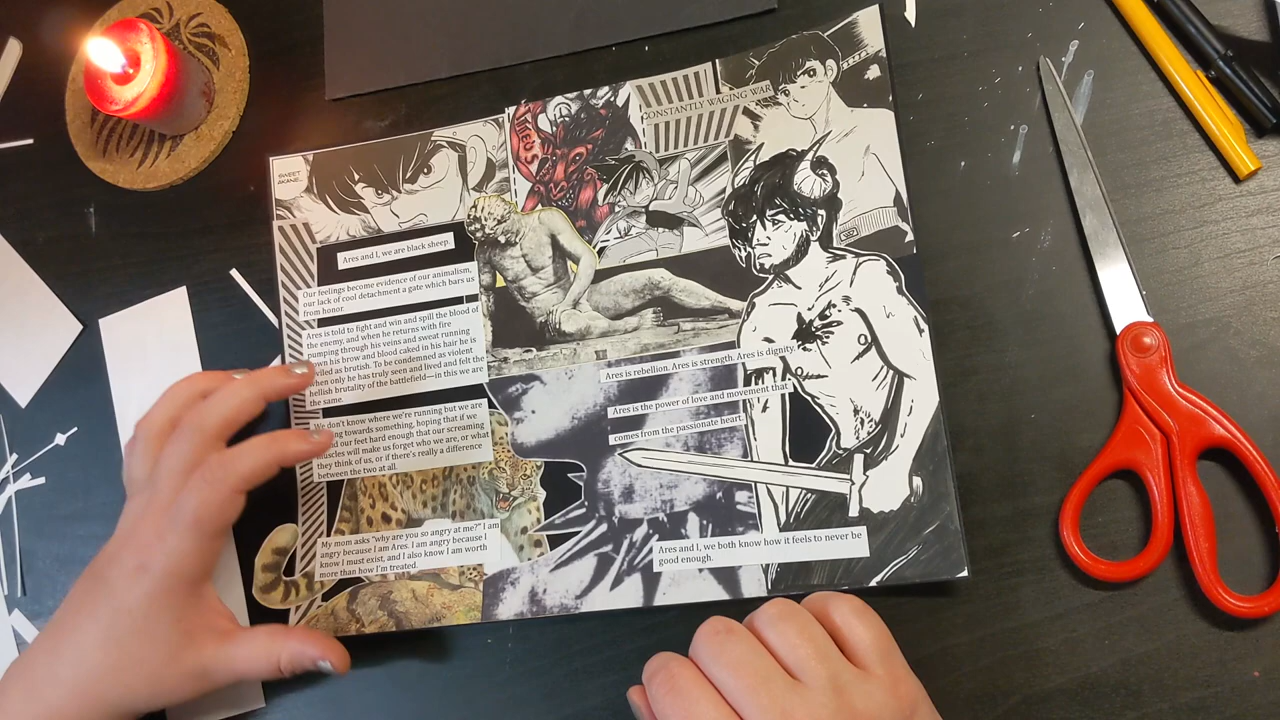 SWEET
AKANE...
CONSTANTLY WAGING WAR
Ares and I, we are black sheep.
Our feelings become evidence of our animalism,
our lack of cool detachment a gate which bars us
from honor
Ares is told to fight and win and spill the blood of
the enemy, and when he returns with fire
pumping through his veins and sweat running
down his brow and blood caked in his hair he is
reviled as brutish. To be condemned as violent
when only he has truly seen and lived and felt the
hellish brutality of the battlefield—in this we are
the same.
We don't know where we're running but we are
towards something, hoping that if we
our feet hard enough that our screaming
muscles will make us forget who we are, or what
they think of us, or if there's really a difference
between the two at all.
My mom asks "why are you so angry at me?" I am
angry because I am Ares. I am angry because I
know I must exist, and I also know I am worth
more than how I'm treated.
Ares is rebellion. Ares is strength. Ares is dignity.
Ares is the power of love and movement that
comes from the passionate heart.
Ares and I, we both know how it feels to never be
good enough.